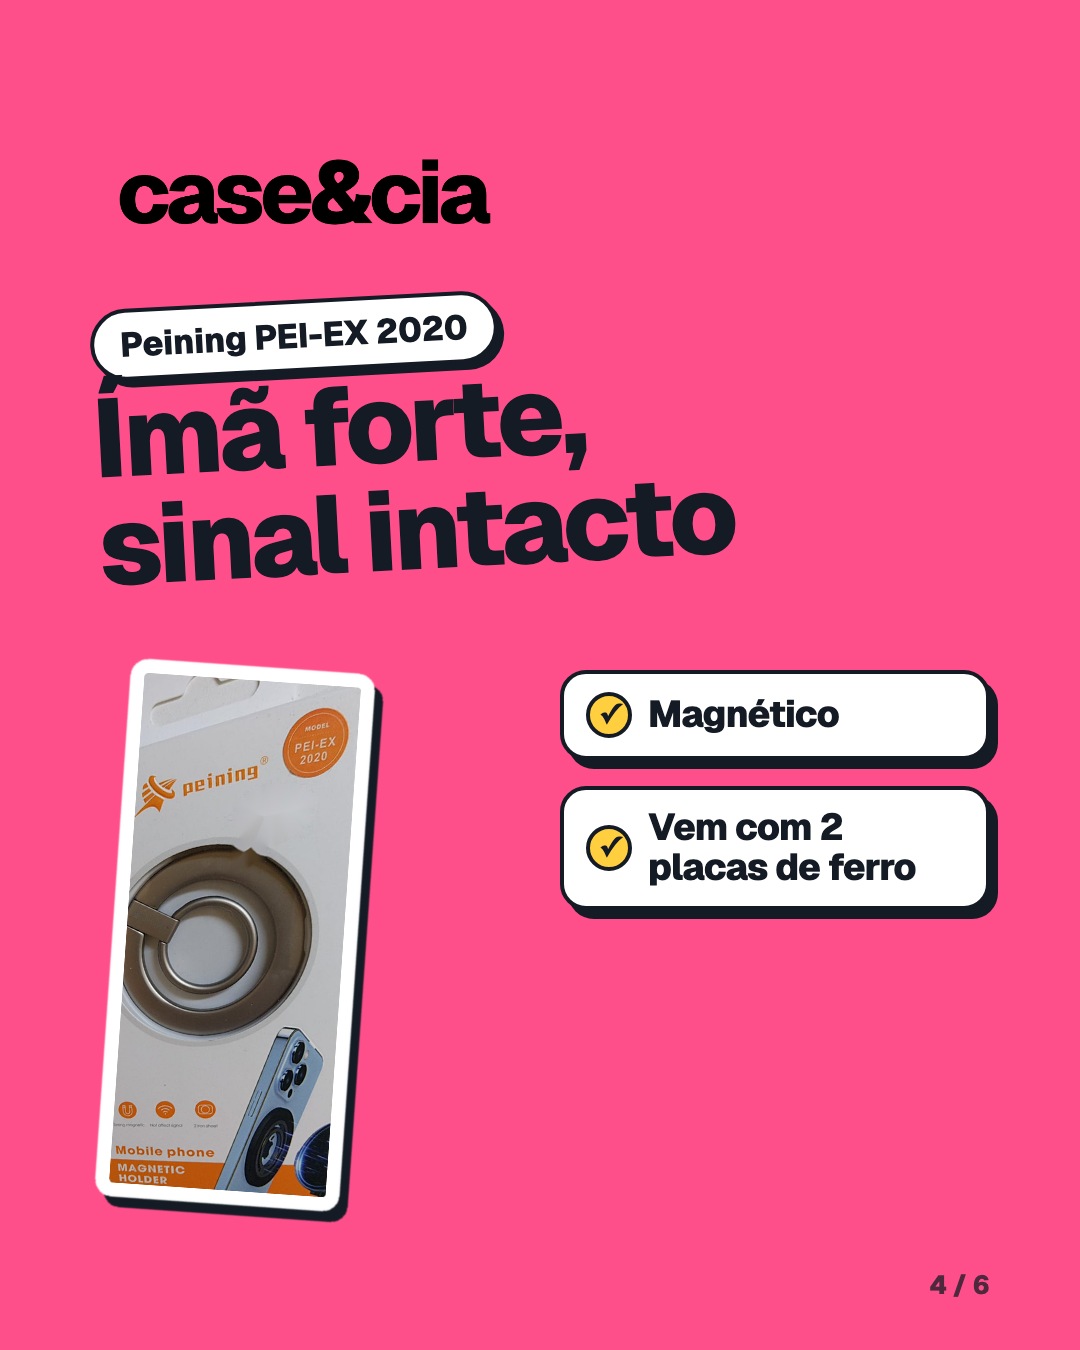 case&cia
Peining PEI-EX 2020
Ímã forte,
sinal intacto
MODEL
PEI-EX
2020
peining®
Magnético
Vem com 2
placas de ferro
Mobile phone
MAGNETIC
HOLDER
4 / 6